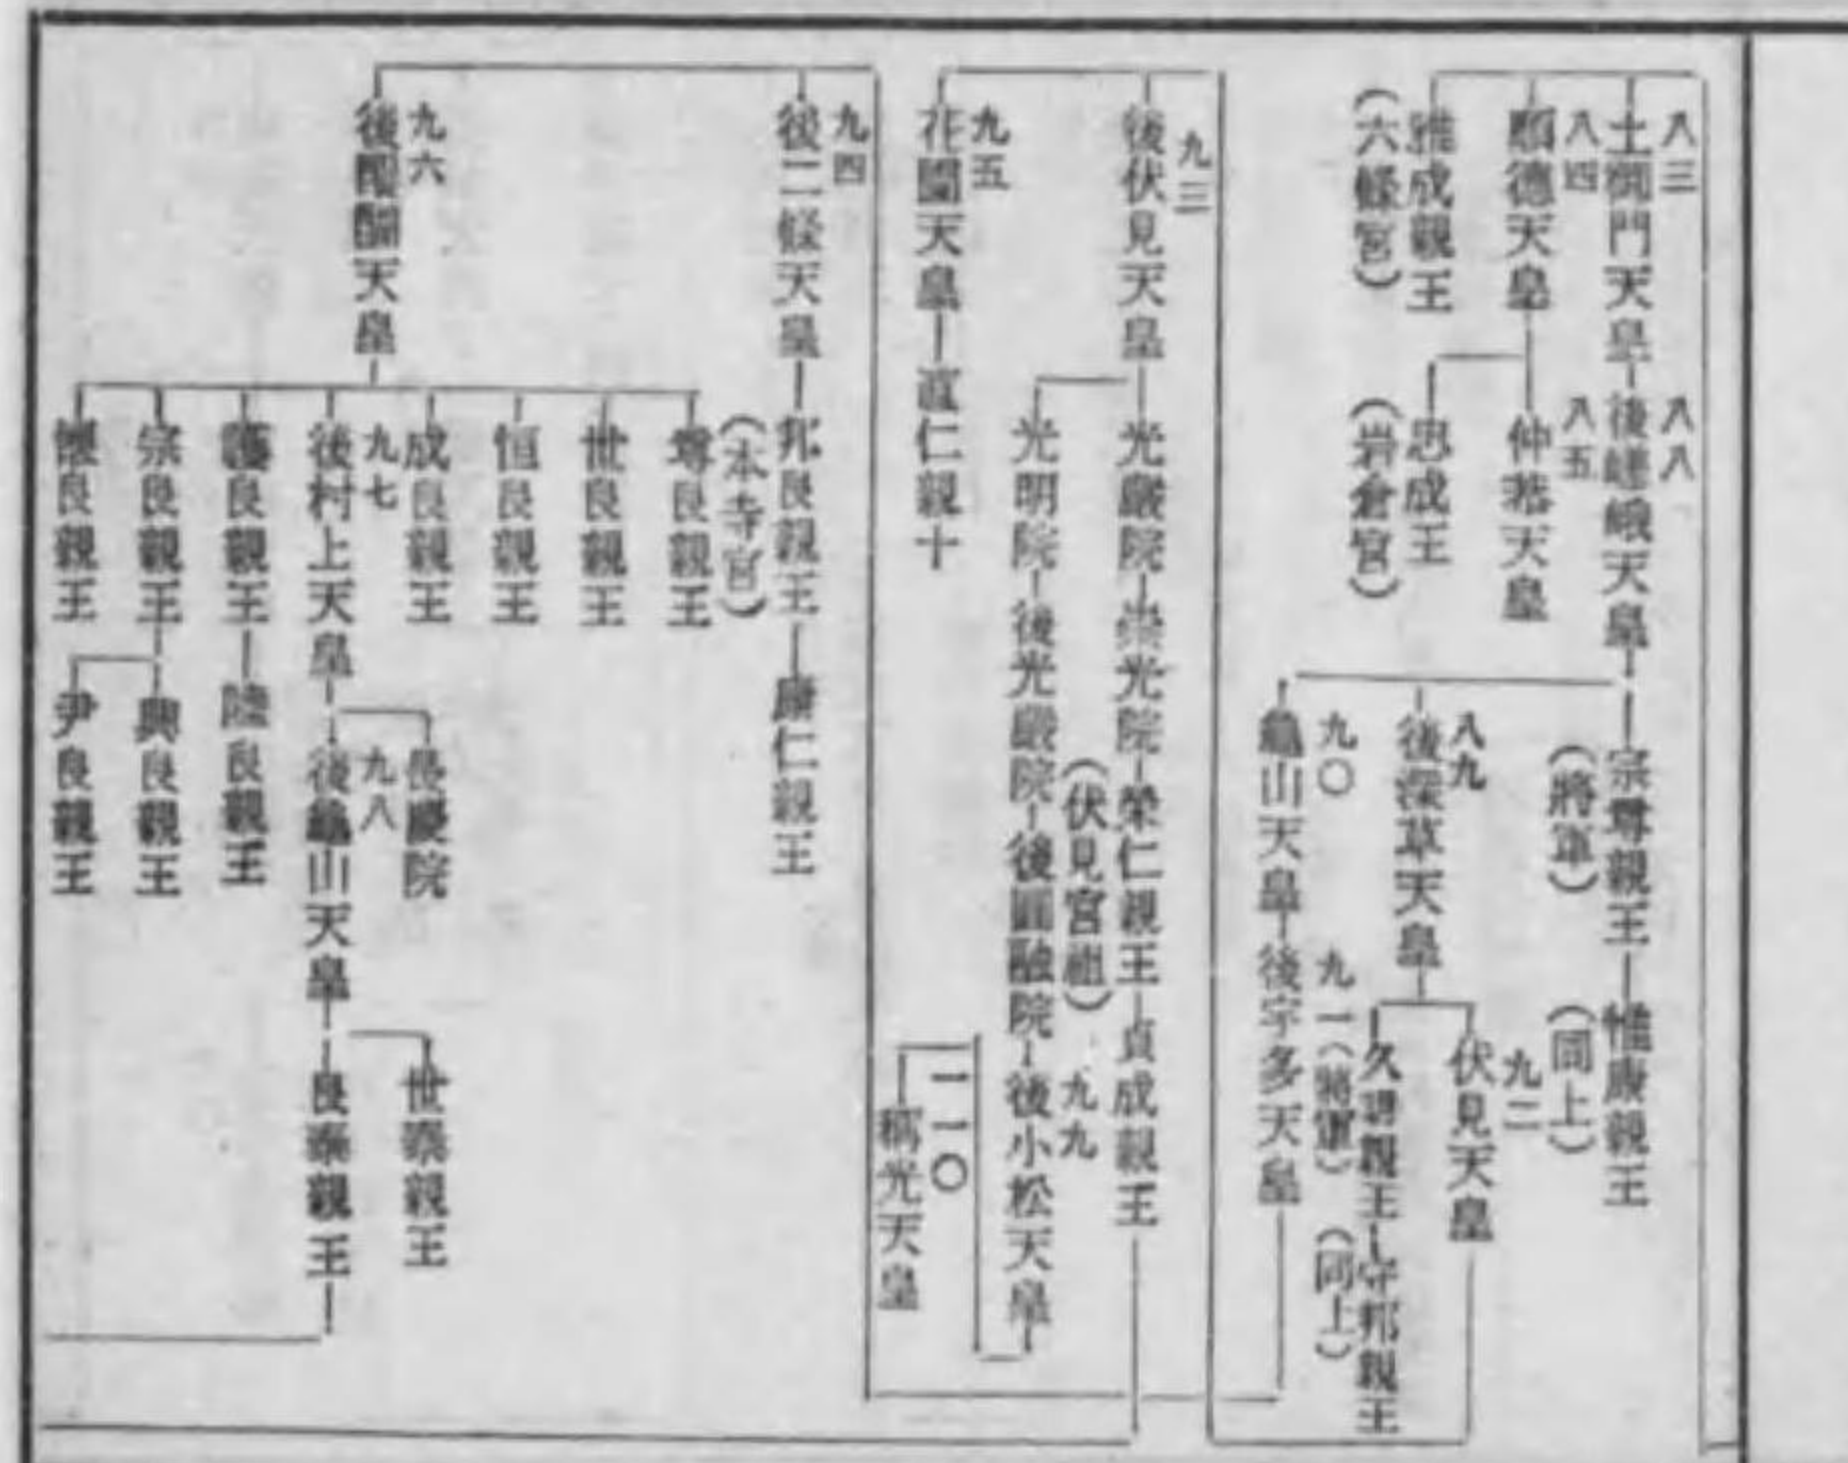 八三
土御門天皇
八八
後嵯峨天皇
宗尊親王
(將軍)
惟康親王
(同上)
八四
順德天皇
八五
仲恭天皇
忠成王
(岩倉宮)
雅成親王
(六條宮)
八九
後深草天皇
九二
伏見天皇
久明親王
(將軍)
守邦親王
(同上)
九〇
龜山天皇
九一
後宇多天皇
九三
後伏見天皇
光嚴院
崇光院
榮仁親王
(伏見宮祖)
貞成親王
光明院
後光嚴院
後圓融院
九九
後小松天皇
一一〇
稱光天皇
九五
花園天皇
直仁親十
九四
後二條天皇
邦良親王
(本寺宮)
康仁親王
九六
後醍醐天皇
尊良親王
世良親王
恒良親王
成良親王
九七
後村上天皇
長慶院
九八
後龜山天皇
世泰親王
良泰親王
護良親王
陸良親王
宗良親王
興良親王
尹良親王
懷良親王